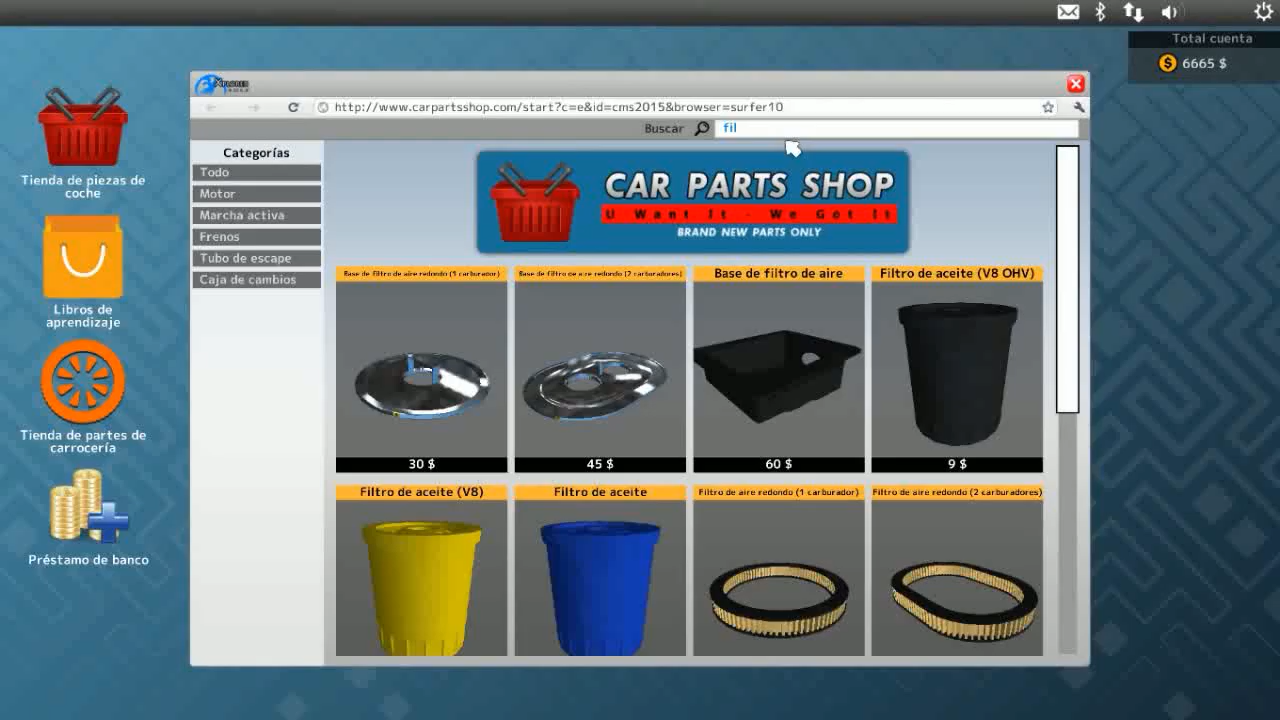 Total cuenta
6665 $
Tienda de piezas de
coche
Libros de
aprendizaje
Tienda de partes de
carrocería
Préstamo de banco
http://www.carpartsshop.com/start?c=e&id=cms2015&browser=surfer10
Buscar
fil
Categorías
Todo
Motor
Marcha activa
Frenos
Tubo de escape
Caja de cambios
CAR PARTS SHOP
U Want It - We Got It
BRAND NEW PARTS ONLY
Base de filtro de aire redondo (1 carburador)
Base de filtro de aire redondo (2 carburadores)
Base de filtro de aire
Filtro de aceite (V8 OHV)
30 $
45 $
60 $
9 $
Filtro de aceite (V8)
Filtro de aceite
Filtro de aire redondo (1 carburador)
Filtro de aire redondo (2 carburadores)